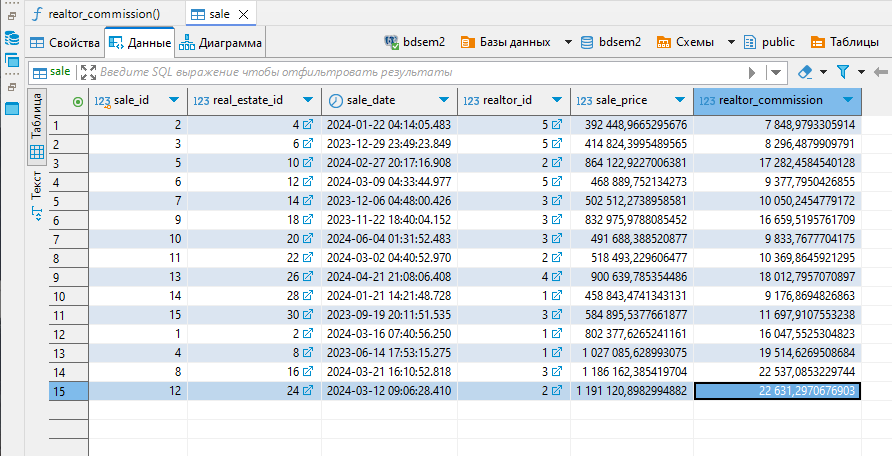 realtor_commission() sale
Свойства Данные Диаграмма bdsem2 Базы данных bdsem2 Схемы public Таблицы
sale Введите SQL выражение чтобы отфильтровать результаты
Таблица
Текст
123 sale_id 123 real_estate_id sale_date 123 realtor_id 123 sale_price 123 realtor_commission
1 2 4 2024-01-22 04:14:05.483 5 392 448,9665295676 7 848,9793305914
2 3 6 2023-12-29 23:49:23.849 5 414 824,3995489565 8 296,4879909791
3 5 10 2024-02-27 20:17:16.908 2 864 122,9227006381 17 282,4584540128
4 6 12 2024-03-09 04:33:44.977 5 468 889,752134273 9 377,7950426855
5 7 14 2023-12-06 04:48:00.426 3 502 512,2738958581 10 050,2454779172
6 9 18 2023-11-22 18:40:04.152 3 832 975,9788085452 16 659,5195761709
7 10 20 2024-06-04 01:31:52.483 3 491 688,388520877 9 833,7677704175
8 11 22 2024-03-02 04:40:52.970 2 518 493,229606477 10 369,8645921295
9 13 26 2024-04-21 21:08:06.408 4 900 639,785354486 18 012,7957070897
10 14 28 2024-01-21 14:21:48.728 1 458 843,4741343131 9 176,8694826863
11 15 30 2023-09-19 20:11:51.535 3 584 895,5377661877 11 697,9107553238
12 1 2 2024-03-16 07:40:56.250 1 802 377,6265241161 16 047,5525304823
13 4 8 2023-06-14 17:53:15.275 1 1 027 085,628993075 19 514,6269508684
14 8 16 2024-03-21 16:10:52.818 3 1 186 162,385419704 22 537,0853229744
15 12 24 2024-03-12 09:06:28.410 2 1 191 120,8982994882 22 631,2970676903